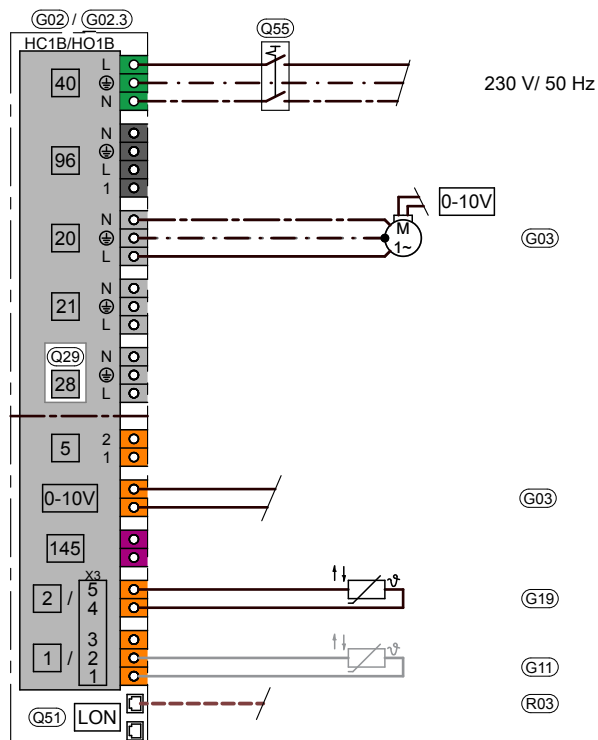 G02 / G02.3
HC1B/HO1B
Q55
40 L
N
230 V/ 50 Hz
96 N
L
1
20 N
L
M
1~
0-10V
G03
21 N
L
Q29
28 N
L
5 2
1
0-10V
G03
145
X3
2 / 5
4
ϑ
G19
1 / 3
2
1
ϑ
G11
Q51 LON
R03